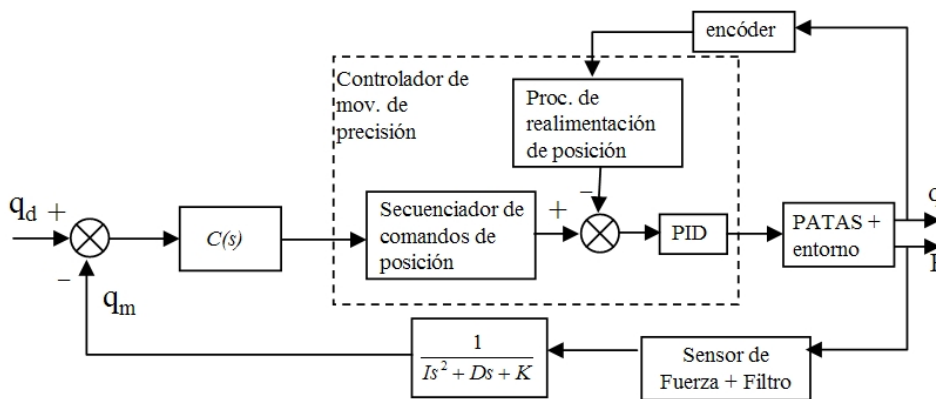 encóder
Controlador de
mov. de
precisión
Proc. de
realimentación
de posición
q_d
+
−
C(s)
Secuenciador de
comandos de
posición
+
−
PID
PATAS +
entorno
q
q_m
1
Is² + Ds + K
Sensor de
Fuerza + Filtro